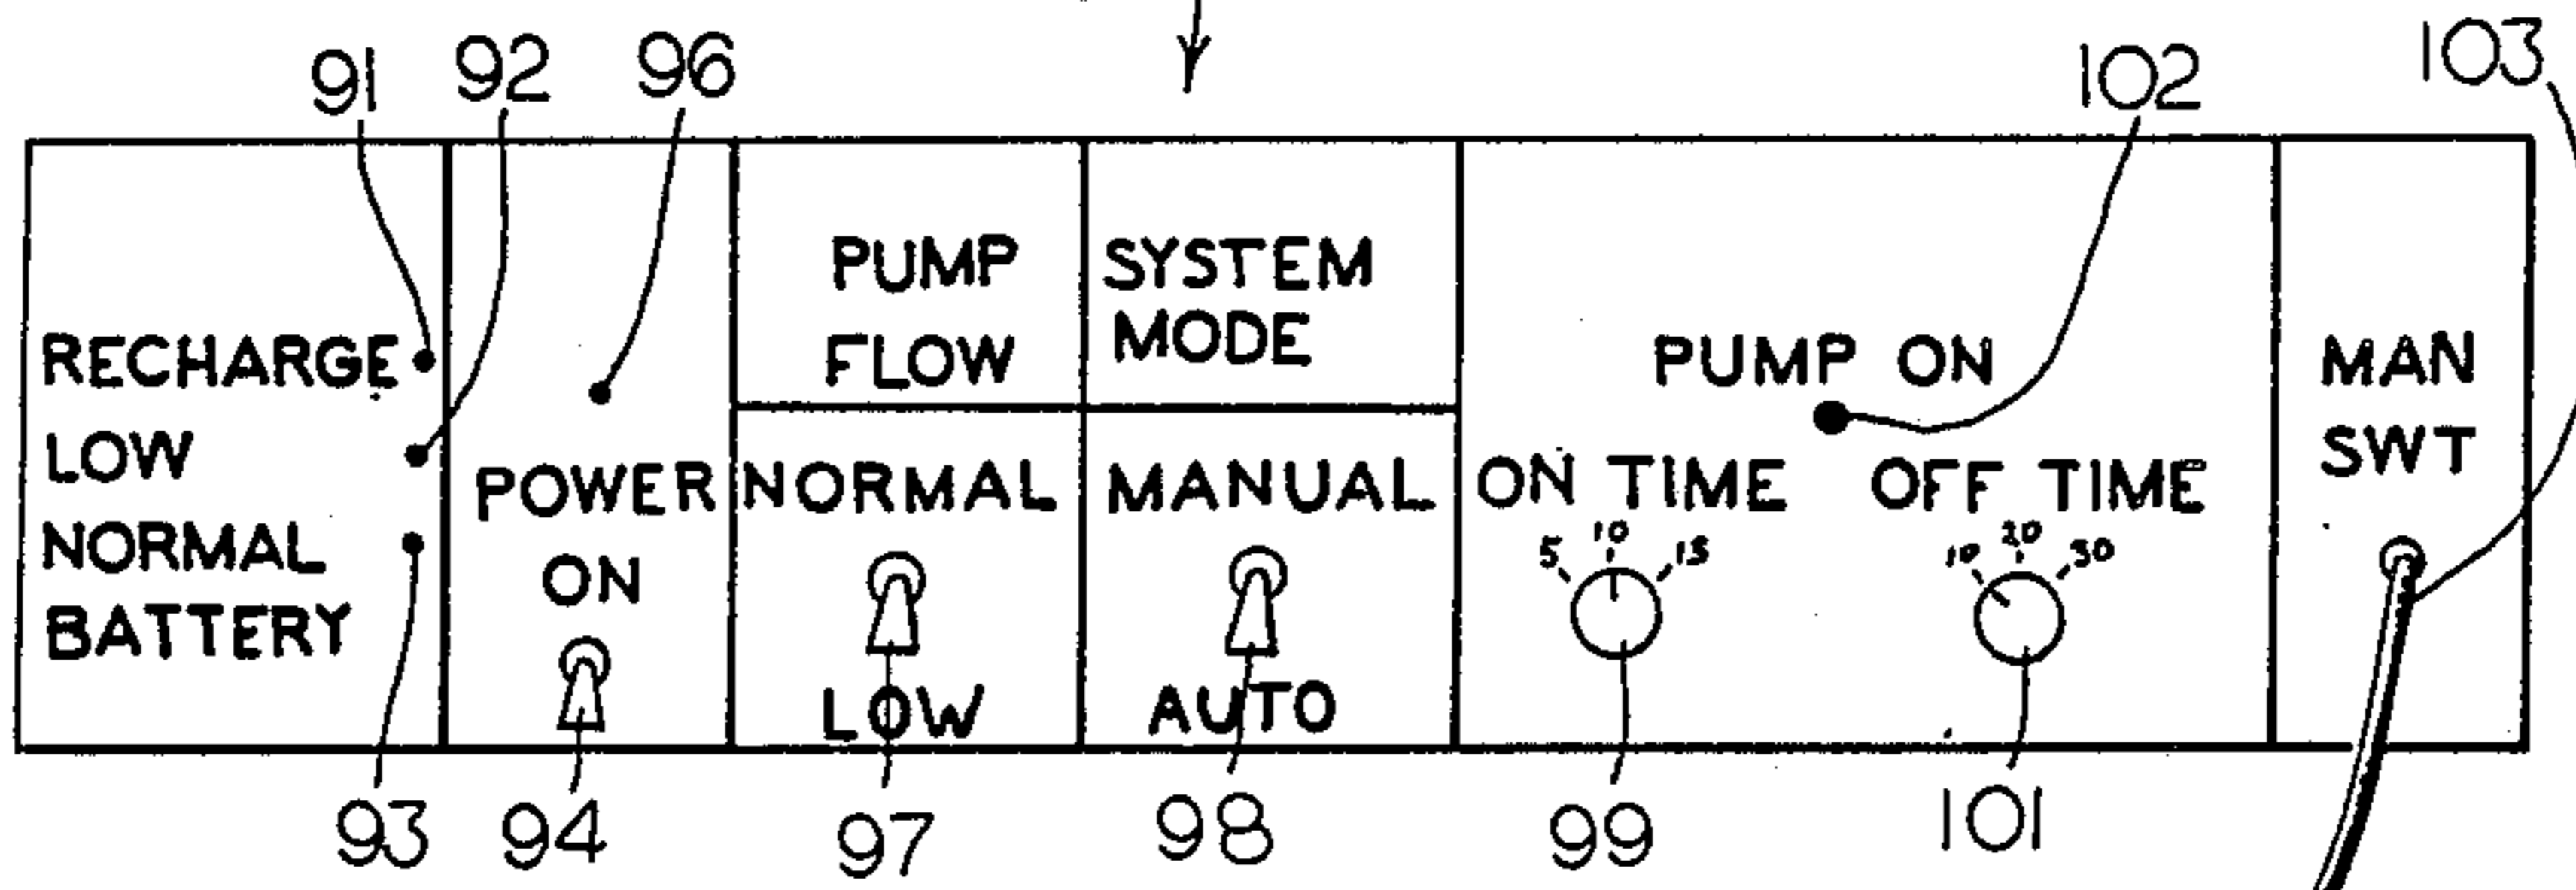 91 92 96 102 103
RECHARGE
LOW
NORMAL
BATTERY
POWER
ON
PUMP
FLOW
NORMAL
LOW
SYSTEM
MODE
MANUAL
AUTO
PUMP ON
ON TIME OFF TIME
5 10 15 10 20 30
MAN
SWT
93 94 97 98 99 101